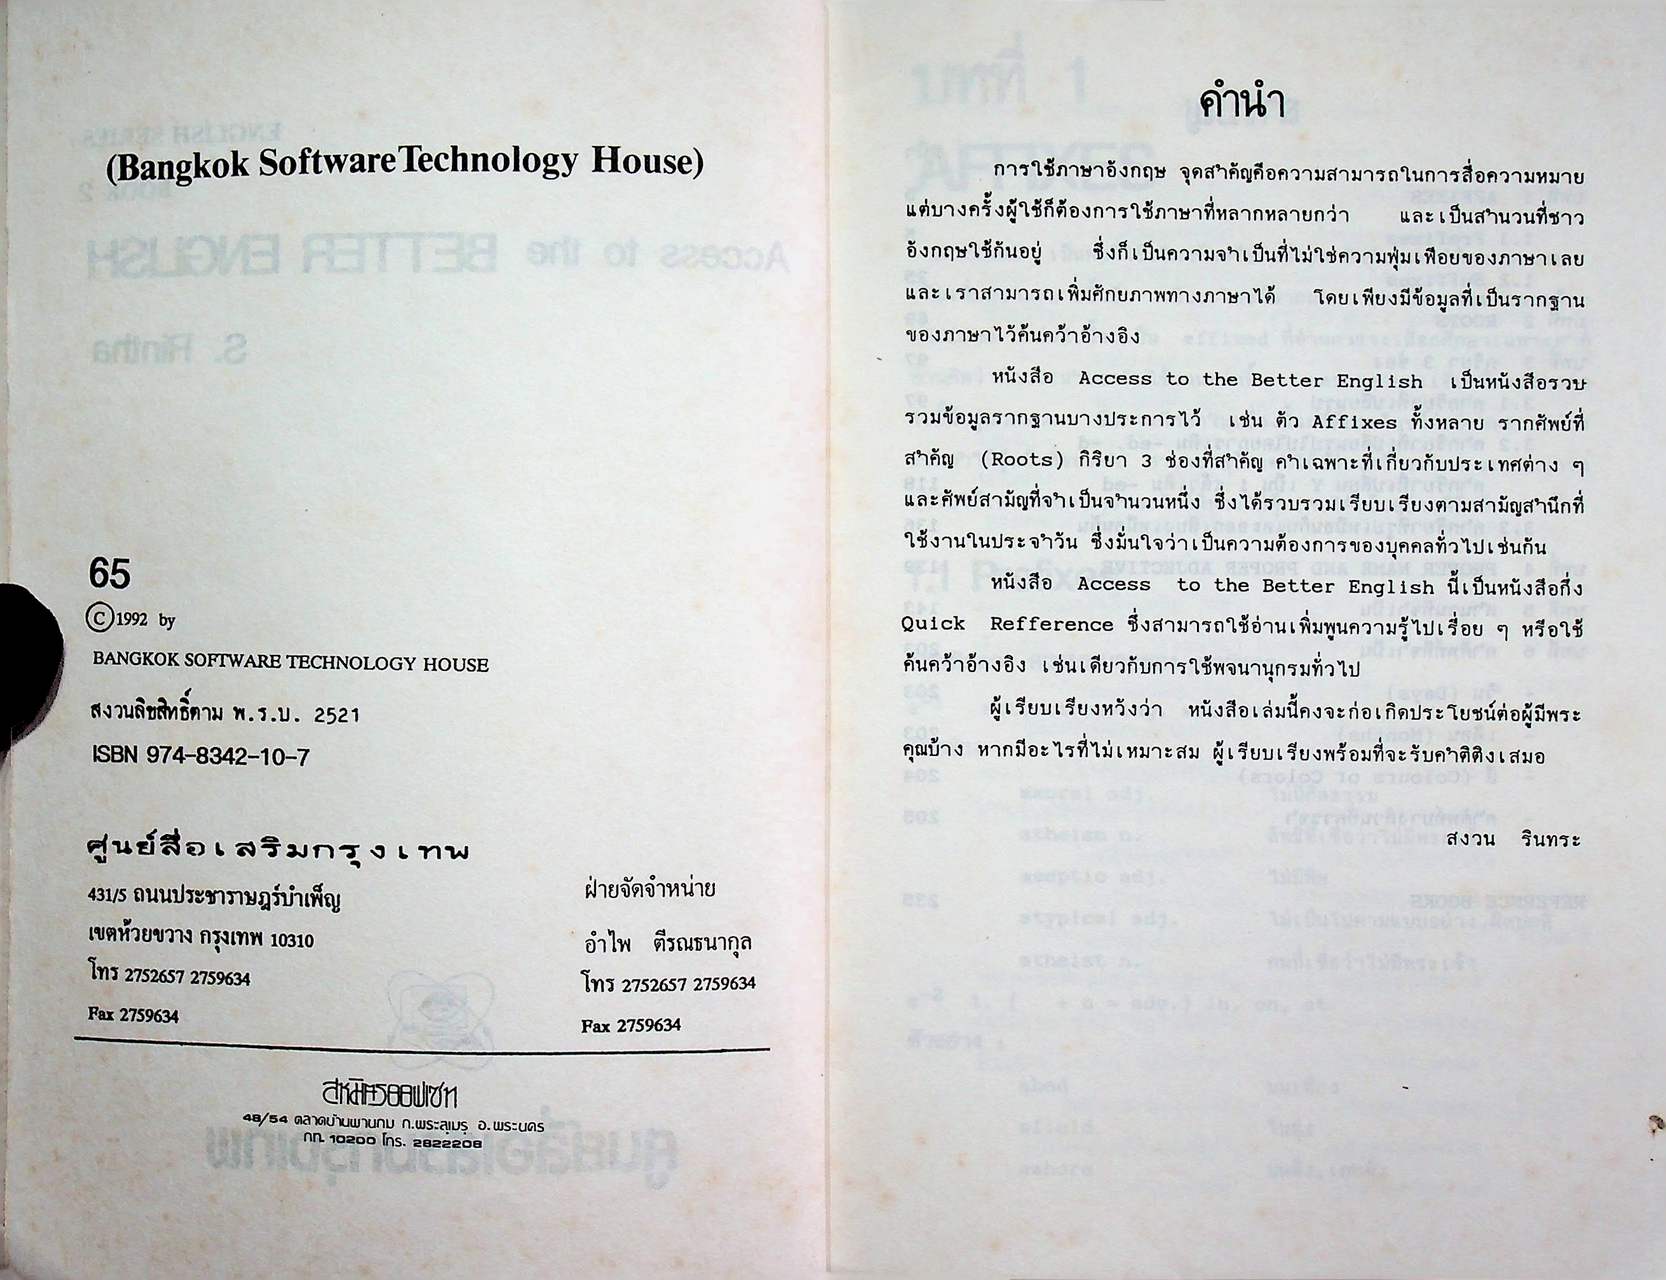 (Bangkok Software Technology House)
65
© 1992 by
BANGKOK SOFTWARE TECHNOLOGY HOUSE
สงวนลิขสิทธิ์ตาม พ.ร.บ. 2521
ISBN 974-8342-10-7
ศูนย์สื่อเสริมกรุงเทพ
431/5 ถนนประชาราษฎร์บำเพ็ญ
เขตห้วยขวาง กรุงเทพ 10310
โทร 2752657 2759634
Fax 2759634
ฝ่ายจัดจำหน่าย
อำไพ ตีรณธนากุล
โทร 2752657 2759634
Fax 2759634
สหมิตรออฟเซท
48/54 ตลาดบ้านพานถม ถ.พระสุเมรุ อ.พระนคร
กท. 10200 โทร. 2822208
คำนำ
การใช้ภาษาอังกฤษ จุดสำคัญคือความสามารถในการสื่อความหมาย
แต่บางครั้งผู้ใช้ก็ต้องการใช้ภาษาที่หลากหลายกว่า และเป็นสำนวนที่ชาว
อังกฤษใช้กันอยู่ ซึ่งก็เป็นความจำเป็นที่ไม่ใช่ความฟุ่มเฟือยของภาษาเลย
และเราสามารถเพิ่มศักยภาพทางภาษาได้ โดยเพียงมีข้อมูลที่เป็นรากฐาน
ของภาษาไว้ค้นคว้าอ้างอิง
หนังสือ Access to the Better English เป็นหนังสือรวบ
รวมข้อมูลรากฐานบางประการไว้ เช่น ตัว Affixes ทั้งหลาย รากศัพย์ที่
สำคัญ (Roots) กิริยา 3 ช่องที่สำคัญ คำเฉพาะที่เกี่ยวกับประเทศต่าง ๆ
และศัพย์สามัญที่จำเป็นจำนวนหนึ่ง ซึ่งได้รวบรวมเรียบเรียงตามสามัญสำนึกที่
ใช้งานในประจำวัน ซึ่งมั่นใจว่าเป็นความต้องการของบุคคลทั่วไปเช่นกัน
หนังสือ Access to the Better English นี้เป็นหนังสือกึ่ง
Quick Refference ซึ่งสามารถใช้อ่านเพิ่มพูนความรู้ไปเรื่อย ๆ หรือใช้
ค้นคว้าอ้างอิง เช่นเดียวกับการใช้พจนานุกรมทั่วไป
ผู้เรียบเรียงหวังว่า หนังสือเล่มนี้คงจะก่อเกิดประโยชน์ต่อผู้มีพระ
คุณบ้าง หากมีอะไรที่ไม่เหมาะสม ผู้เรียบเรียงพร้อมที่จะรับคำติติงเสมอ
สงวน รินทระ